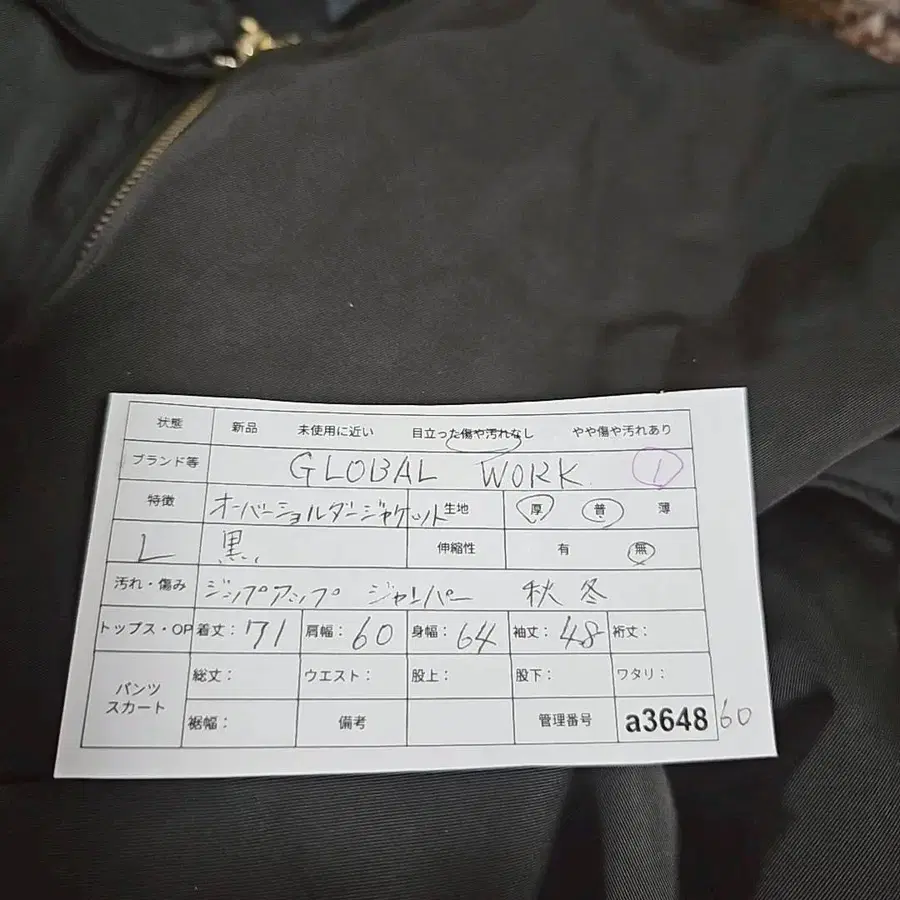 状態 新品 未使用に近い 目立った傷や汚れなし やや傷や汚れあり
ブランド等 GLOBAL WORK 1
特徴 オーバーショルダージャケット 生地 厚 普 薄
L 黒 伸縮性 有 無
汚れ・傷み ジップアップ ジャンパー 秋冬
トップス・OP 着丈：71 肩幅：60 身幅：64 袖丈：48 裄丈：
パンツ スカート 総丈： ウエスト： 股上： 股下： ワタリ：
裾幅： 備考 管理番号 a3648 60